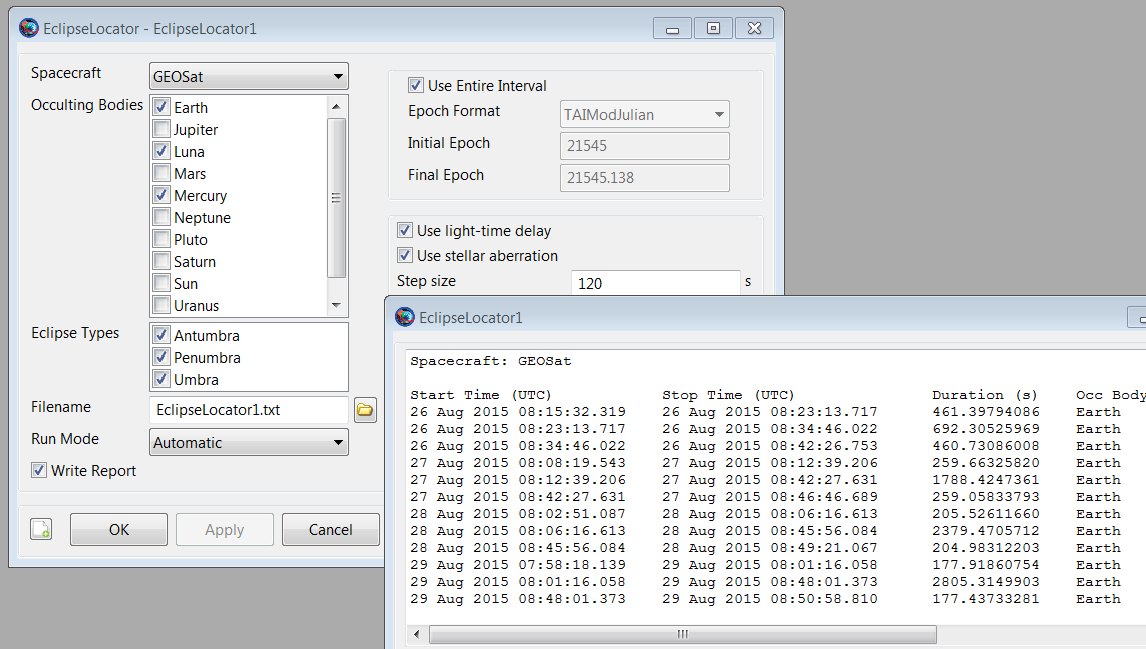 EclipseLocator - EclipseLocator1
Spacecraft
GEOSat
Occulting Bodies
Earth
Jupiter
Luna
Mars
Mercury
Neptune
Pluto
Saturn
Sun
Uranus
Eclipse Types
Antumbra
Penumbra
Umbra
Filename
EclipseLocator1.txt
Run Mode
Automatic
Write Report
OK
Apply
Cancel
Use Entire Interval
Epoch Format
TAIModJulian
Initial Epoch
21545
Final Epoch
21545.138
Use light-time delay
Use stellar aberration
Step size
120 s
EclipseLocator1
Spacecraft: GEOSat
Start Time (UTC) Stop Time (UTC) Duration (s) Occ Body
26 Aug 2015 08:15:32.319 26 Aug 2015 08:23:13.717 461.39794086 Earth
26 Aug 2015 08:23:13.717 26 Aug 2015 08:34:46.022 692.30525969 Earth
26 Aug 2015 08:34:46.022 26 Aug 2015 08:42:26.753 460.73086008 Earth
27 Aug 2015 08:08:19.543 27 Aug 2015 08:12:39.206 259.66325820 Earth
27 Aug 2015 08:12:39.206 27 Aug 2015 08:42:27.631 1788.4247361 Earth
27 Aug 2015 08:42:27.631 27 Aug 2015 08:46:46.689 259.05833793 Earth
28 Aug 2015 08:02:51.087 28 Aug 2015 08:06:16.613 205.52611660 Earth
28 Aug 2015 08:06:16.613 28 Aug 2015 08:45:56.084 2379.4705712 Earth
28 Aug 2015 08:45:56.084 28 Aug 2015 08:49:21.067 204.98312203 Earth
29 Aug 2015 07:58:18.139 29 Aug 2015 08:01:16.058 177.91860754 Earth
29 Aug 2015 08:01:16.058 29 Aug 2015 08:48:01.373 2805.3149903 Earth
29 Aug 2015 08:48:01.373 29 Aug 2015 08:50:58.810 177.43733281 Earth